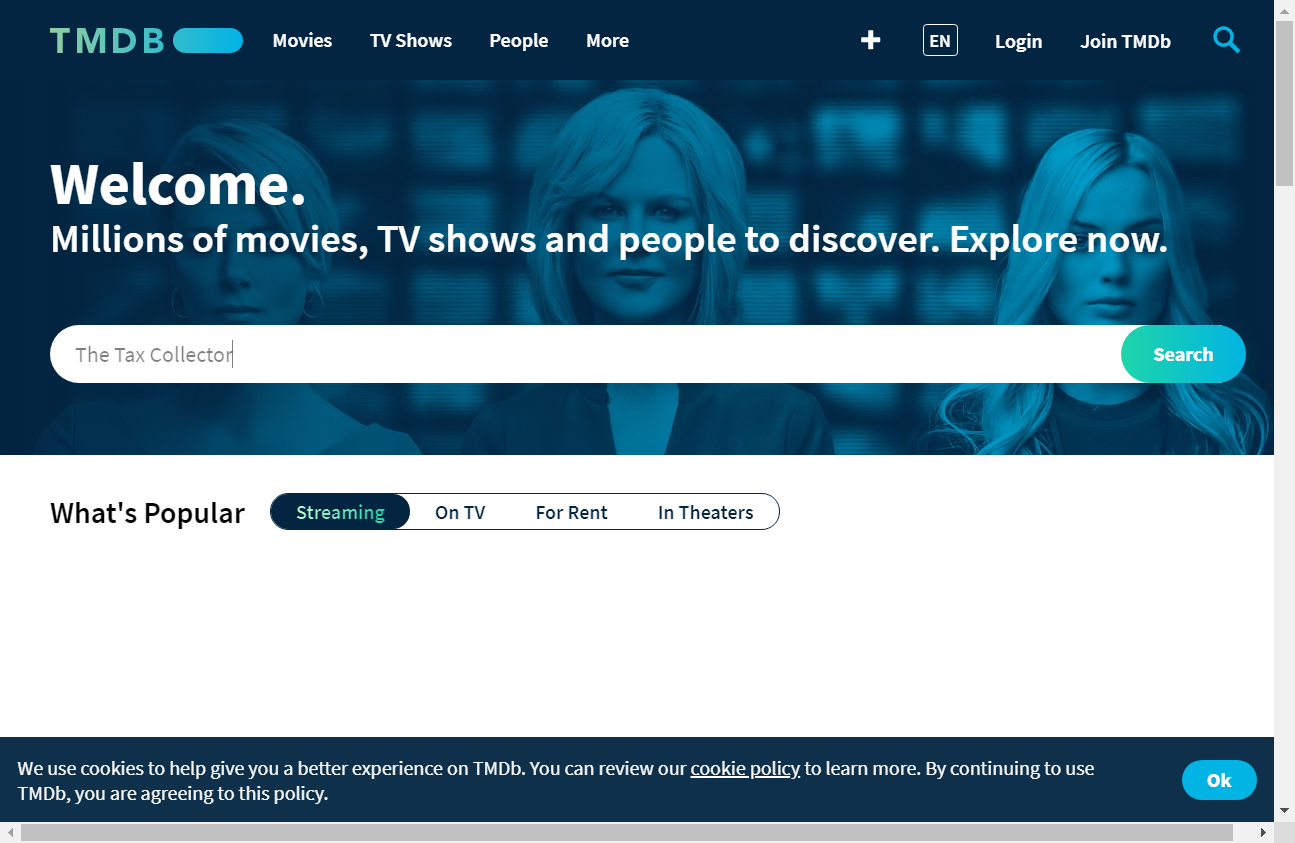 TMDB Movies TV Shows People More EN Login Join TMDb
Welcome.
Millions of movies, TV shows and people to discover. Explore now.
The Tax Collector Search
What's Popular Streaming On TV For Rent In Theaters
We use cookies to help give you a better experience on TMDb. You can review our cookie policy to learn more. By continuing to use
TMDb, you are agreeing to this policy.
Ok